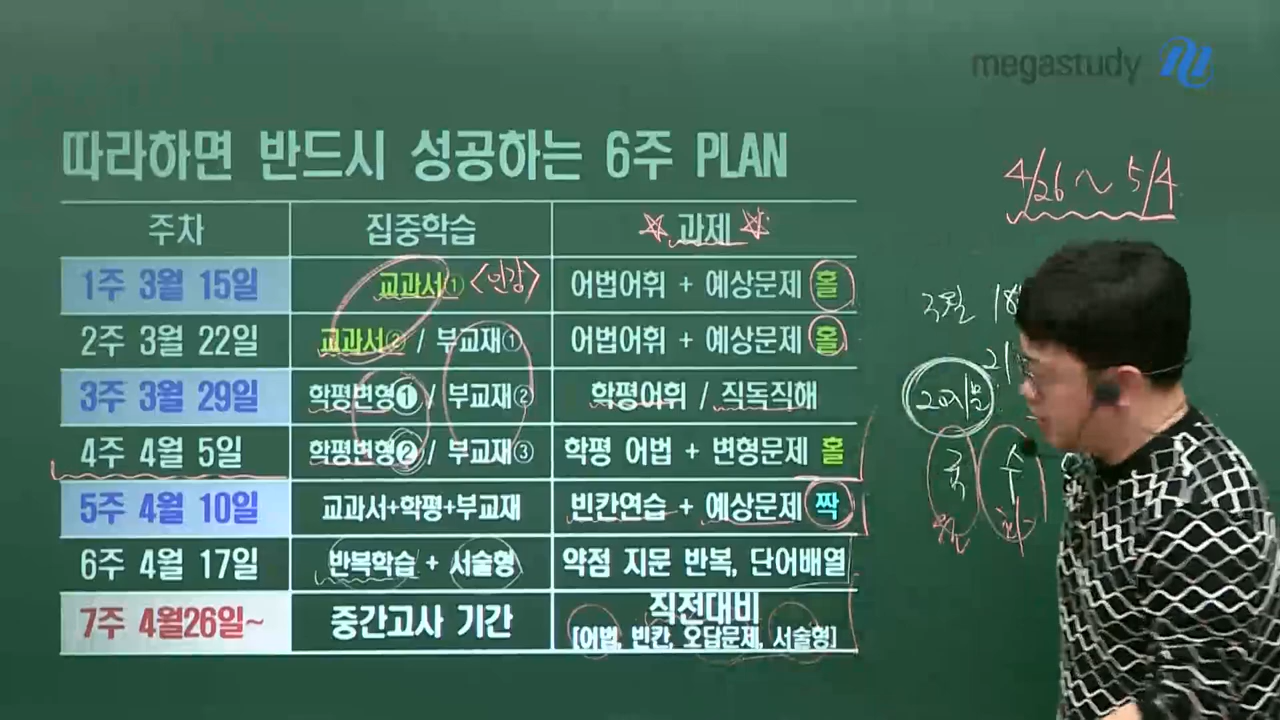 megastudy
따라하면 반드시 성공하는 6주 PLAN
4/26 ~ 5/4
주차 집중학습 ☆과제☆
1주 3월 15일 교과서① <인강> 어법어휘 + 예상문제 홀
2주 3월 22일 교과서② / 부교재① 어법어휘 + 예상문제 홀
3주 3월 29일 학평변형① / 부교재② 학평어휘 / 직독직해
4주 4월 5일 학평변형② / 부교재③ 학평 어법 + 변형문제 홀
5주 4월 10일 교과서+학평+부교재 빈칸연습 + 예상문제 짝
6주 4월 17일 반복학습 + 서술형 약점 지문 반복, 단어배열
7주 4월26일~ 중간고사 기간 직전대비
[어법, 빈칸, 오답문제, 서술형]
국 수